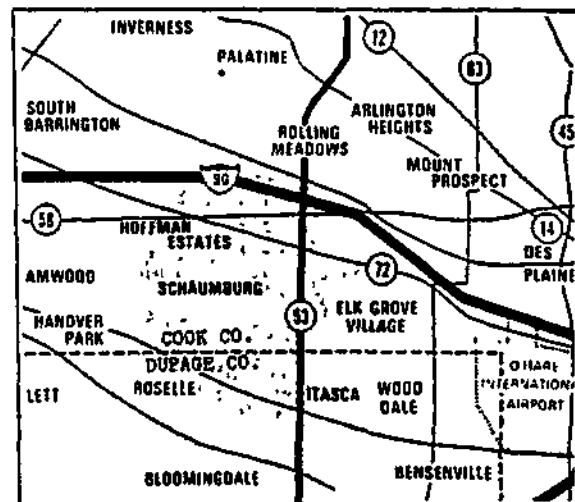 INVERNESS
12
PALATINE
83
SOUTH
BARRINGTON
ARLINGTON
HEIGHTS
45
ROLLING
MEADOWS
MOUNT
PROSPECT
90
58
HOFFMAN
ESTATES
14
DES
PLAINE
72
AMWOOD
SCHAUMBURG
ELK GROVE
VILLAGE
53
HANOVER
PARK
COOK CO.
DUPAGE CO.
O'HARE
INTERNATIONA
AIRPORT
LETT
ROSELLE
ITASCA
WOOD
DALE
BLOOMINGDALE
BENSENVILLE